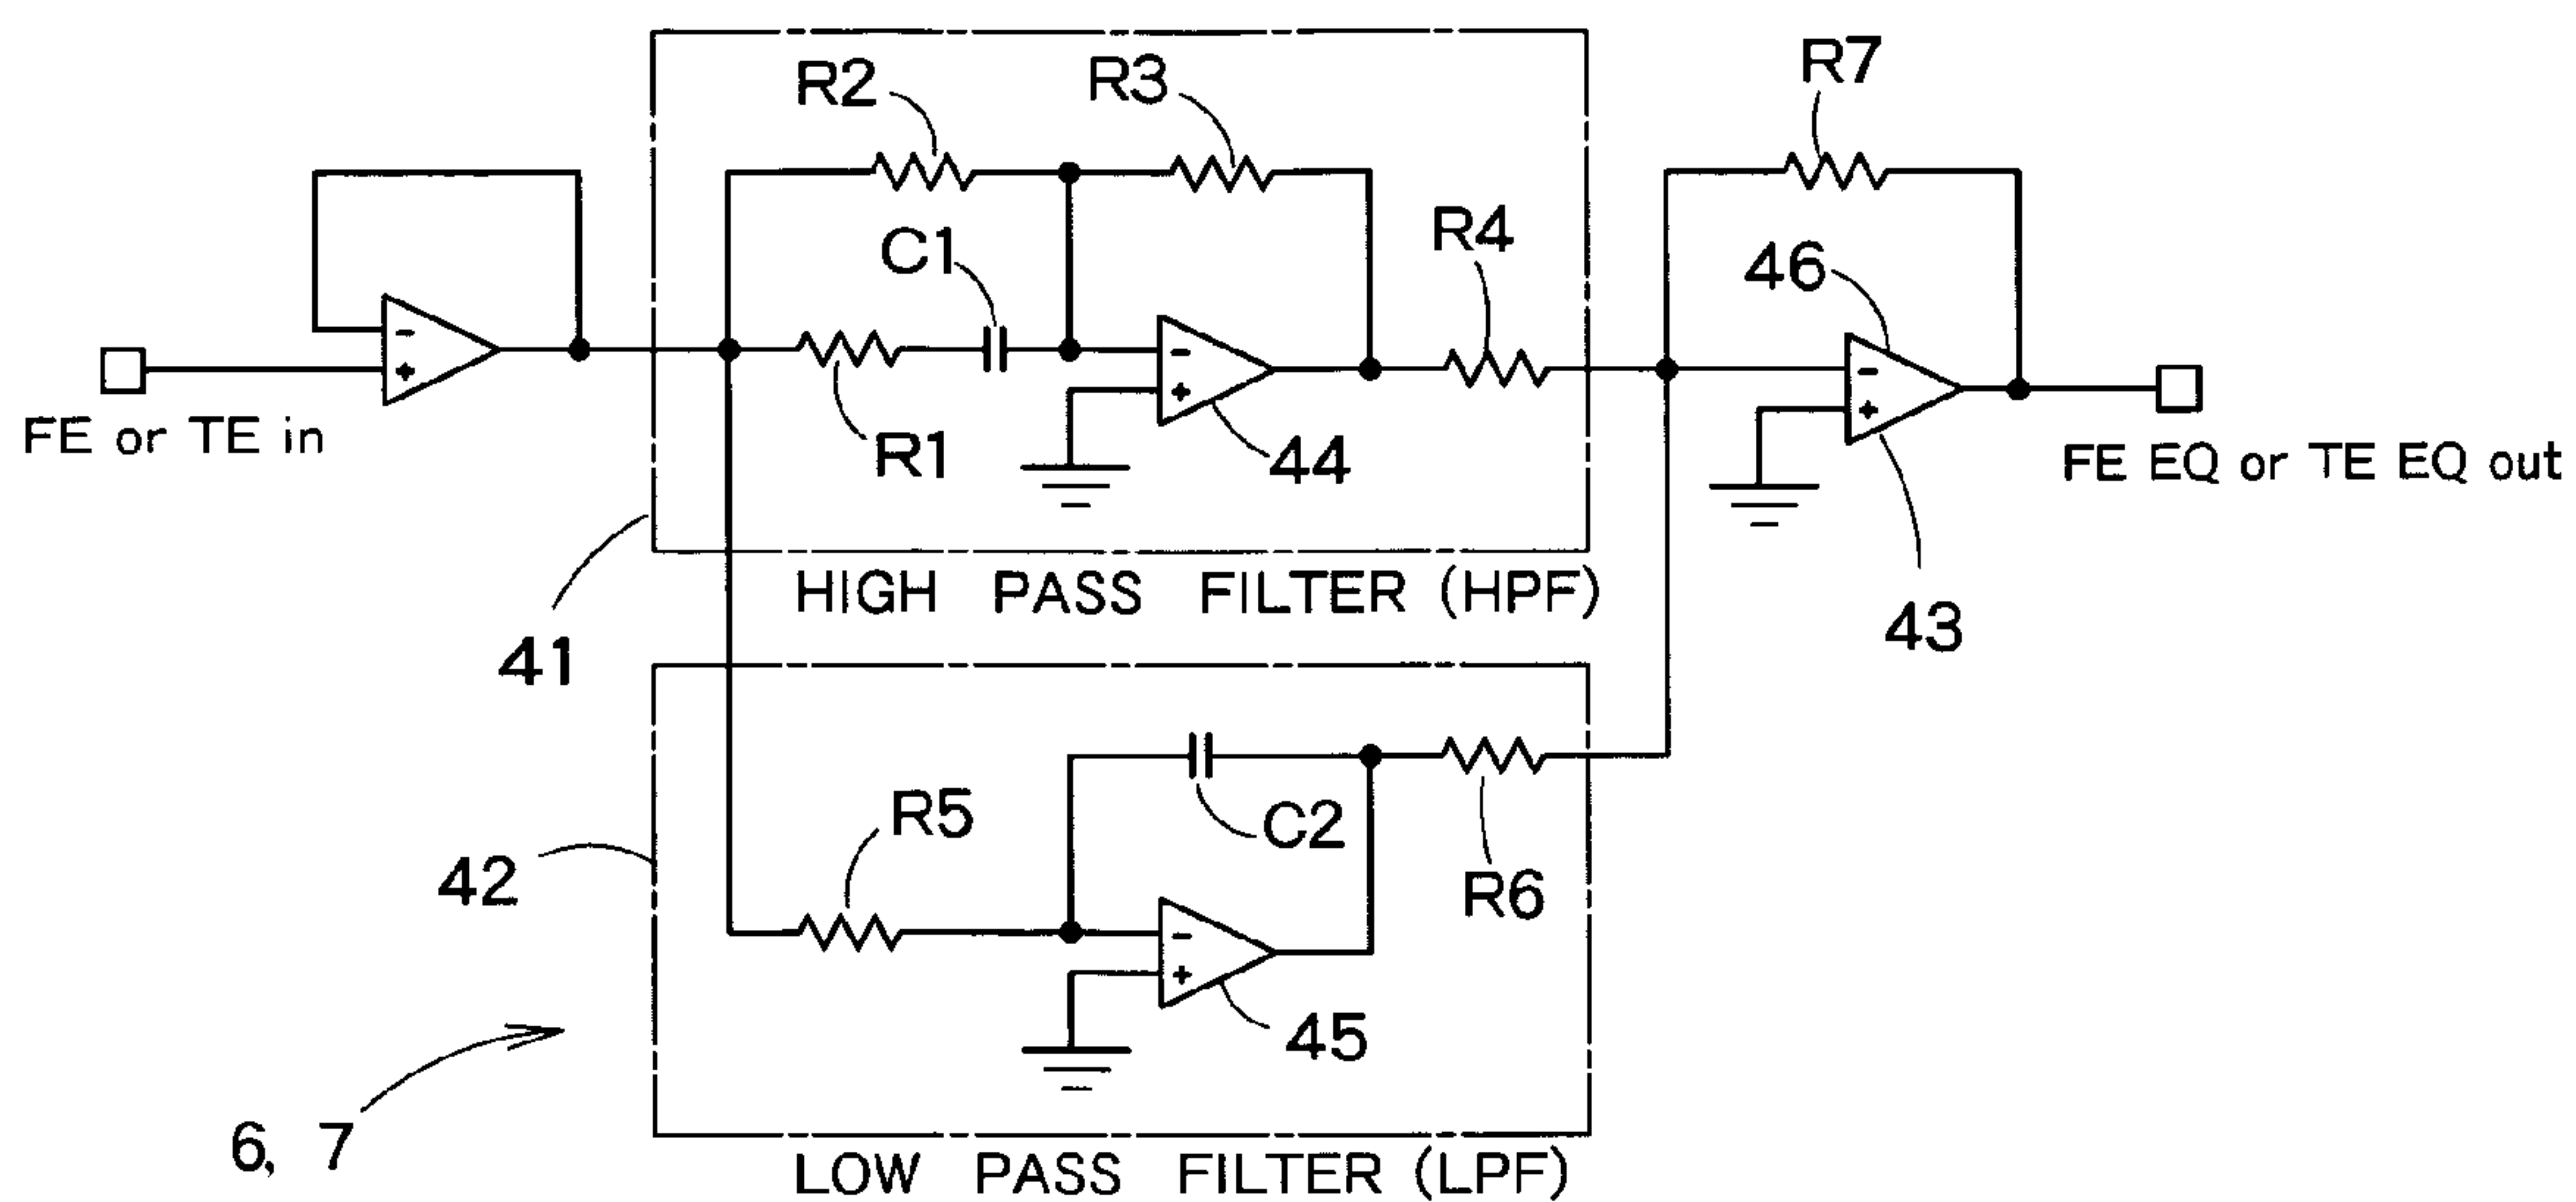 R2
R3
R7
C1
R4
46
- +
- +
- +
FE or TE in
R1
44
FE EQ or TE EQ out
HIGH PASS FILTER (HPF)
41
43
R5
C2
42
R6
- +
45
6, 7
LOW PASS FILTER (LPF)